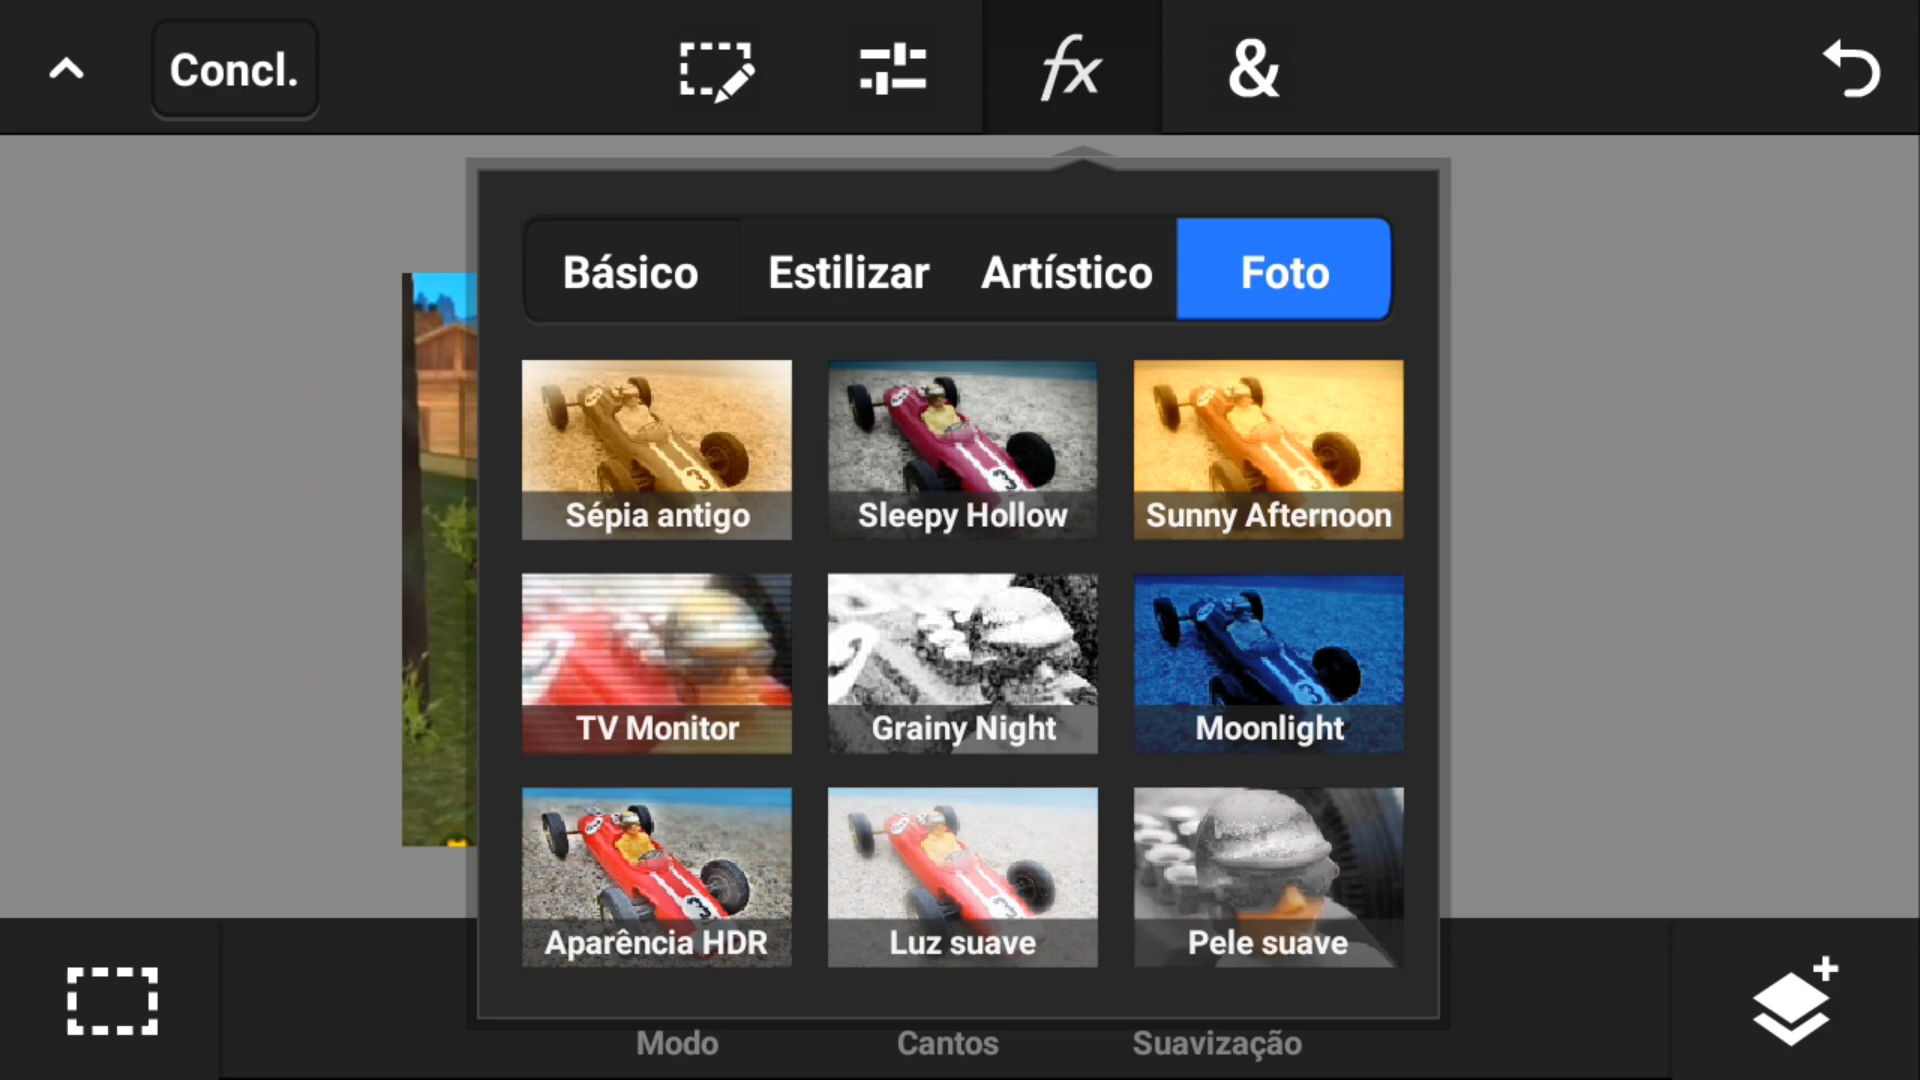 Concl.
fx
&
Básico Estilizar Artístico Foto
Sépia antigo Sleepy Hollow Sunny Afternoon
TV Monitor Grainy Night Moonlight
Aparência HDR Luz suave Pele suave
Modo Cantos Suavização